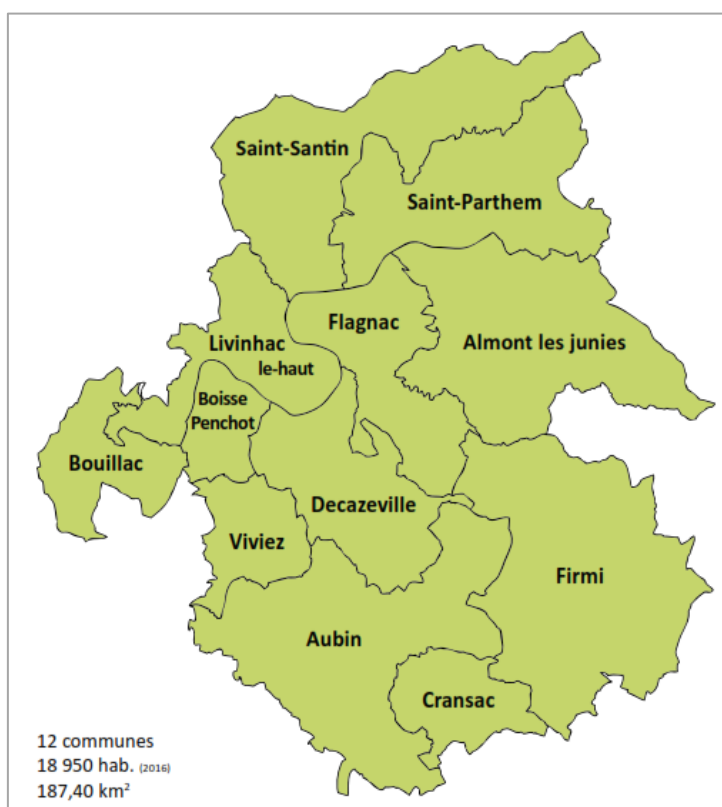 Saint-Santin
Saint-Parthem
Flagnac
Livinhac
le-haut
Almont les junies
Boisse
Penchot
Bouillac
Decazeville
Viviez
Firmi
Aubin
Cransac
12 communes
18 950 hab. (2016)
187,40 km²